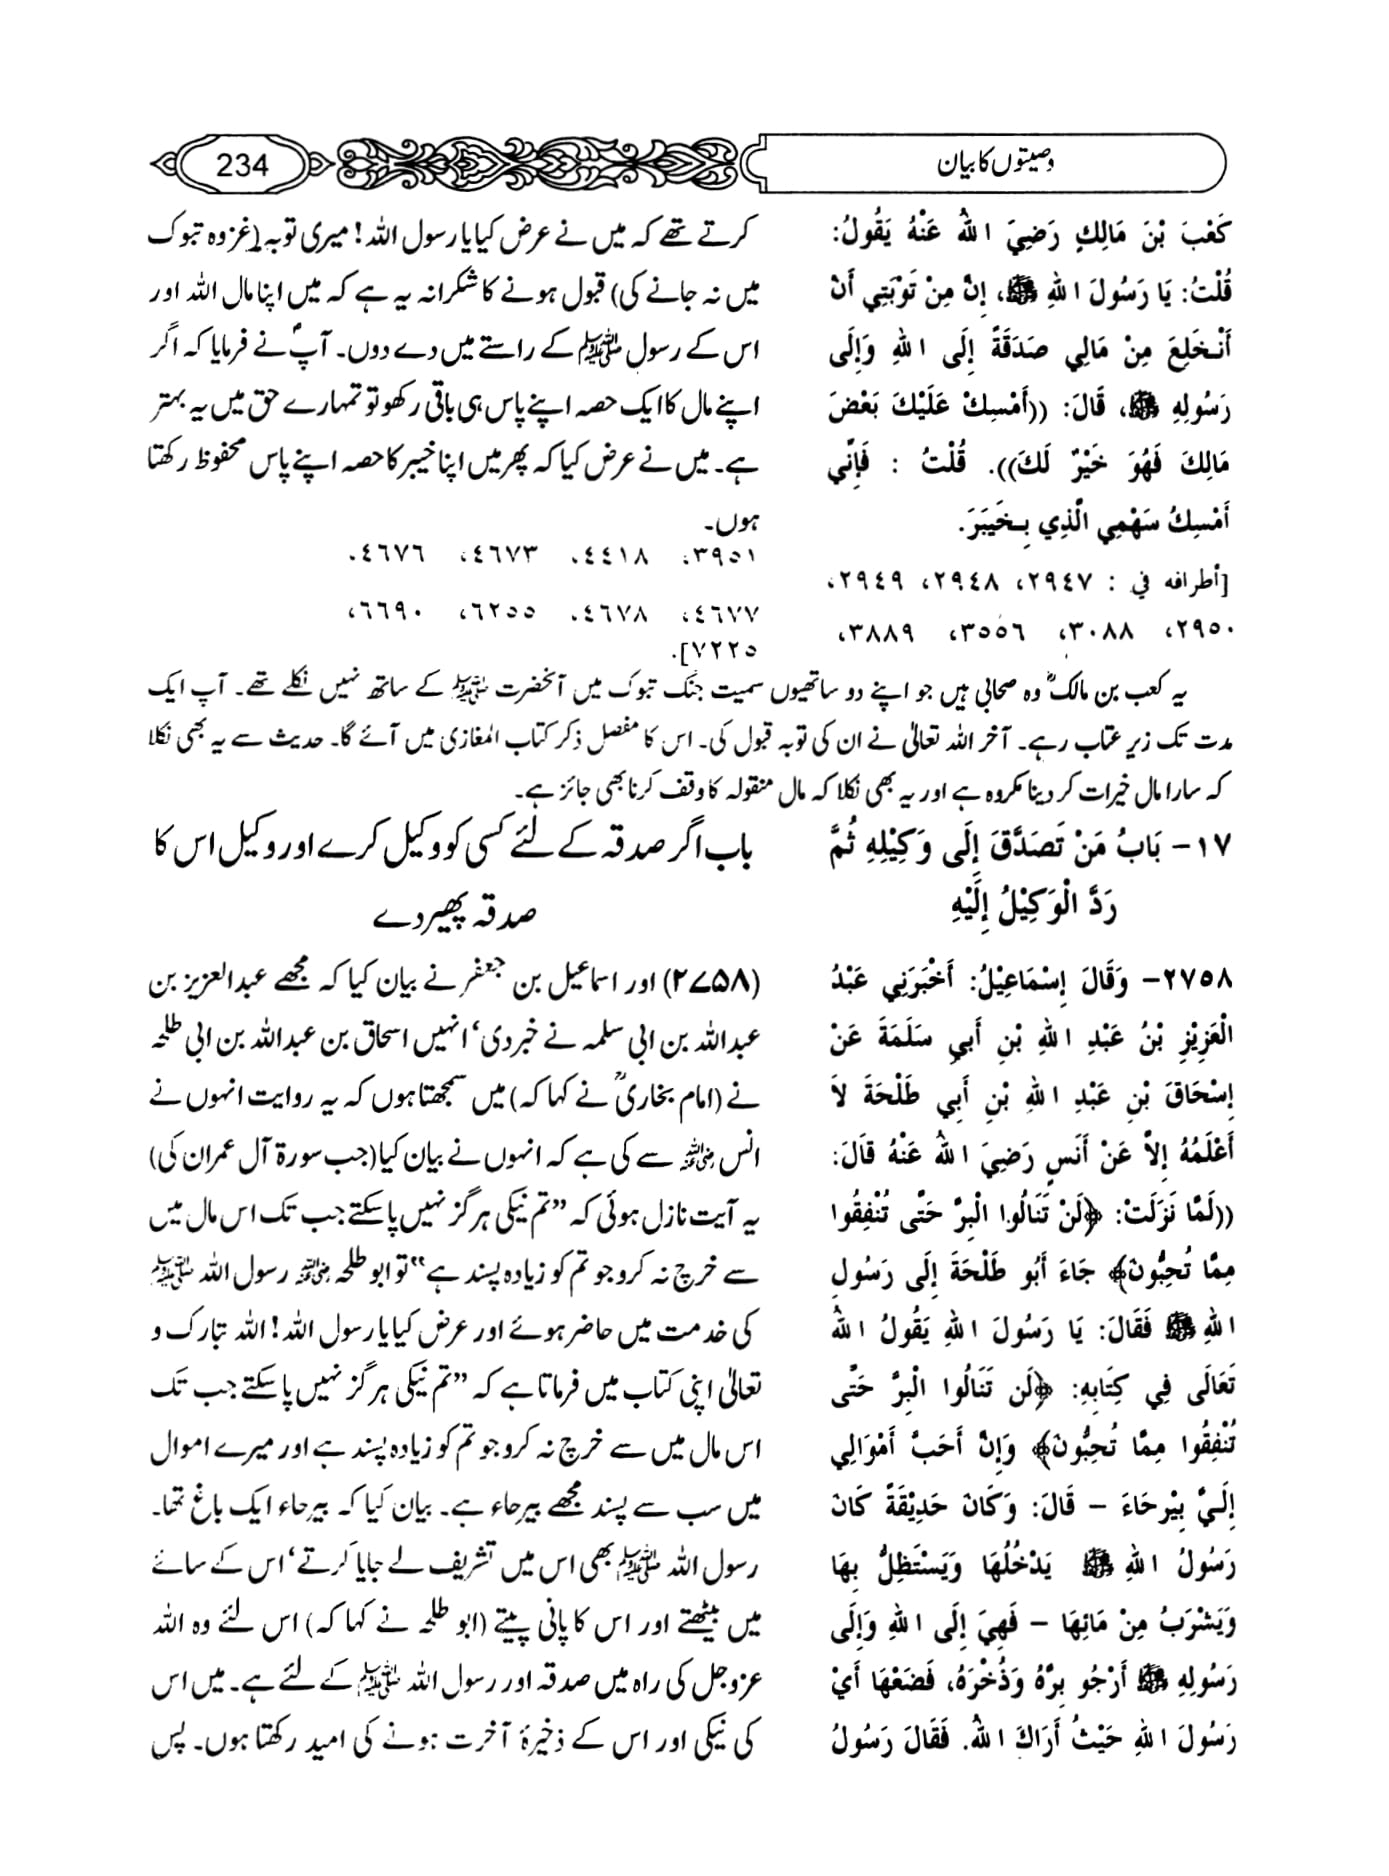 وصیتوں کا بیان
234
كَعْبَ بْنَ مَالِكٍ رَضِيَ اللهُ عَنْهُ يَقُولُ:
قُلْتُ: يَا رَسُولَ اللهِ ﷺ، إِنَّ مِنْ تَوْبَتِي أَنْ
أَنْخَلِعَ مِنْ مَالِي صَدَقَةً إِلَى اللهِ وَإِلَى
رَسُولِهِ ﷺ، قَالَ: ((أَمْسِكْ عَلَيْكَ بَعْضَ
مَالِكَ فَهُوَ خَيْرٌ لَكَ)). قُلْتُ : فَإِنِّي
أَمْسِكُ سَهْمِي الَّذِي بِخَيبَرَ.
[أطرافه في : ٢٩٤٧، ٢٩٤٨، ٢٩٤٩،
٢٩٥٠، ٣٠٨٨، ٣٥٥٦، ٣٨٨٩،
کرتے تھے کہ میں نے عرض کیا یا رسول اللہ! میری توبہ (غزوہ تبوک
میں نہ جانے کی) قبول ہونے کا شکرانہ یہ ہے کہ میں اپنا مال اللہ اور
اس کے رسول ﷺ کے راستے میں دے دوں۔ آپؐ نے فرمایا کہ اگر
اپنے مال کا ایک حصہ اپنے پاس ہی باقی رکھو تو تمہارے حق میں یہ بہتر
ہے۔ میں نے عرض کیا کہ پھر میں اپنا خیبر کا حصہ اپنے پاس محفوظ رکھتا
ہوں۔
٣٩٥١، ٤٤١٨، ٤٦٧٣، ٤٦٧٦،
٤٦٧٧، ٤٦٧٨، ٦٢٥٥، ٦٦٩٠،
٧٢٢٥].
یہ کعب بن مالکؓ وہ صحابی ہیں جو اپنے دو ساتھیوں سمیت جنگ تبوک میں آنحضرت ﷺ کے ساتھ نہیں نکلے تھے۔ آپ ایک
مدت تک زیر عتاب رہے۔ آخر اللہ تعالیٰ نے ان کی توبہ قبول کی۔ اس کا مفصل ذکر کتاب المغازی میں آئے گا۔ حدیث سے یہ بھی نکلا
کہ سارا مال خیرات کر دینا مکروہ ہے اور یہ بھی نکلا کہ مال منقولہ کا وقف کرنا بھی جائز ہے۔
١٧- بَابُ مَنْ تَصَدَّقَ إِلَى وَكِيْلِهِ ثُمَّ
رَدَّ الْوَكِيْلُ إِلَيْهِ
باب اگر صدقہ کے لئے کسی کو وکیل کرے اور وکیل اس کا
صدقہ پھیر دے
٢٧٥٨- وَقَالَ إِسْمَاعِيْلُ: أَخْبَرَنِي عَبْدُ
الْعَزِيْزِ بْنُ عَبْدِ اللهِ بْنِ أَبِي سَلَمَةَ عَنْ
إِسْحَاقَ بْنِ عَبْدِ اللهِ بْنِ أَبِي طَلْحَةَ لاَ
أَعْلَمُهُ إِلاَّ عَنْ أَنَسٍ رَضِيَ اللهُ عَنْهُ قَالَ:
((لَمَّا نَزَلَتْ: ﴿لَنْ تَنَالُوا الْبِرَّ حَتَّى تُنْفِقُوا
مِمَّا تُحِبُّونَ﴾ جَاءَ أَبُو طَلْحَةَ إِلَى رَسُولِ
اللهِ ﷺ فَقَالَ: يَا رَسُولَ اللهِ يَقُولُ اللهُ
تَعَالَى فِي كِتَابِهِ: ﴿لَن تَنَالُوا الْبِرَّ حَتَّى
تُنْفِقُوا مِمَّا تُحِبُّونَ﴾ وَإِنَّ أَحَبَّ أَمْوَالِي
إِلَيَّ بِيْرحَاءَ – قَالَ: وَكَانَ حَدِيْقَةً كَانَ
رَسُولُ اللهِ ﷺ يَدْخُلُهَا وَيَسْتَظِلُّ بِهَا
وَيَشْرَبُ مِنْ مَائِهَا – فَهِيَ إِلَى اللهِ وَإِلَى
رَسُولِهِ ﷺ أَرْجُو بِرَّهُ وَذُخْرَهُ، فَضَعْهَا أَيْ
رَسُولَ اللهِ حَيْثُ أَرَاكَ اللهُ. فَقَالَ رَسُولُ
(۲۷۵۸) اور اسماعیل بن جعفر نے بیان کیا کہ مجھے عبدالعزیز بن
عبداللہ بن ابی سلمہ نے خبر دی، انہیں اسحاق بن عبداللہ بن ابی طلحہ
نے (امام بخاریؒ نے کہا کہ) میں سمجھتا ہوں کہ یہ روایت انہوں نے
انس رضی اللہ عنہ سے کی ہے کہ انہوں نے بیان کیا (جب سورۃ آل عمران کی)
یہ آیت نازل ہوئی کہ ”تم نیکی ہرگز نہیں پا سکتے جب تک اس مال میں
سے خرچ نہ کرو جو تم کو زیادہ پسند ہے“ تو ابو طلحہ رضی اللہ عنہ رسول اللہ ﷺ
کی خدمت میں حاضر ہوئے اور عرض کیا یا رسول اللہ! اللہ تبارک و
تعالیٰ اپنی کتاب میں فرماتا ہے کہ ”تم نیکی ہرگز نہیں پا سکتے جب تک
اس مال میں سے خرچ نہ کرو جو تم کو زیادہ پسند ہے اور میرے اموال
میں سب سے پسند مجھے بیرحاء ہے۔ بیان کیا کہ بیرحاء ایک باغ تھا۔
رسول اللہ ﷺ بھی اس میں تشریف لے جایا کرتے، اس کے سائے
میں بیٹھتے اور اس کا پانی پیتے (ابو طلحہ نے کہا کہ) اس لئے وہ اللہ
عزوجل کی راہ میں صدقہ اور رسول اللہ ﷺ کے لئے ہے۔ میں اس
کی نیکی اور اس کے ذخیرۂ آخرت ہونے کی امید رکھتا ہوں۔ پس